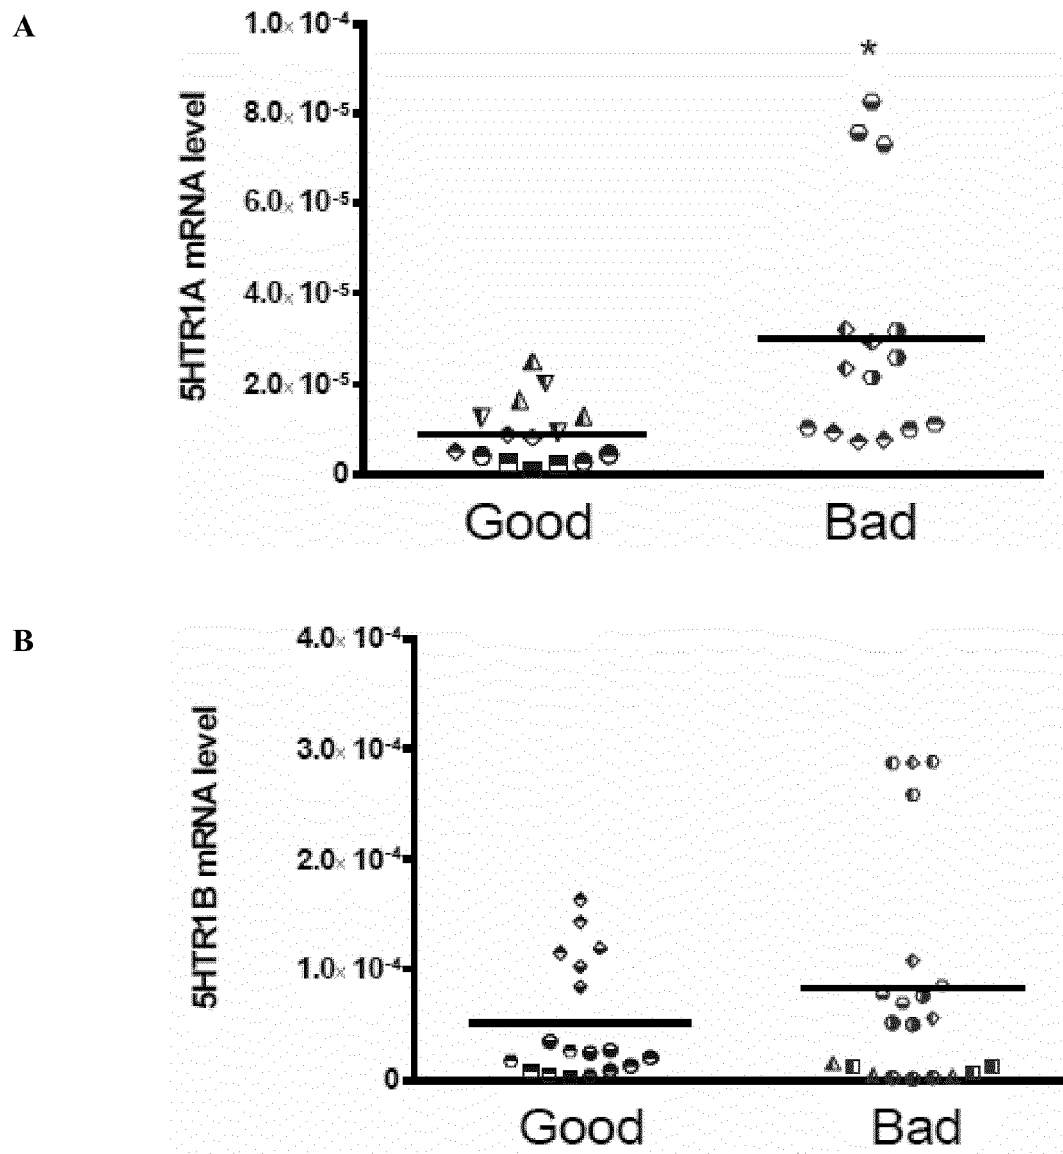 A
1.0× 10⁻⁴
8.0× 10⁻⁵
6.0× 10⁻⁵
4.0× 10⁻⁵
2.0× 10⁻⁵
0
5HTR1A mRNA level
*
Good Bad
B
4.0× 10⁻⁴
3.0× 10⁻⁴
2.0× 10⁻⁴
1.0× 10⁻⁴
0
5HTR1B mRNA level
Good Bad